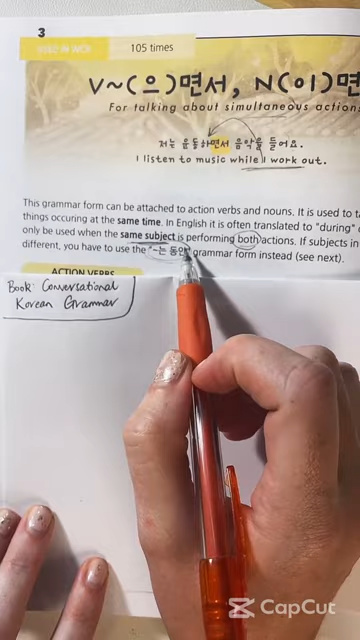 3
105 times
V~(으)면서, N(이)면
For talking about simultaneous actions
저는 운동하면서 음악을 들어요.
I listen to music while I work out.
This grammar form can be attached to action verbs and nouns. It is used to
things occuring at the same time. In English it is often translated to "during"
only be used when the same subject is performing both actions. If subjects in
different, you have to use the "~는 동안" grammar form instead (see next).
ACTION VERBS
Book: Conversational
Korean Grammar
CapCut